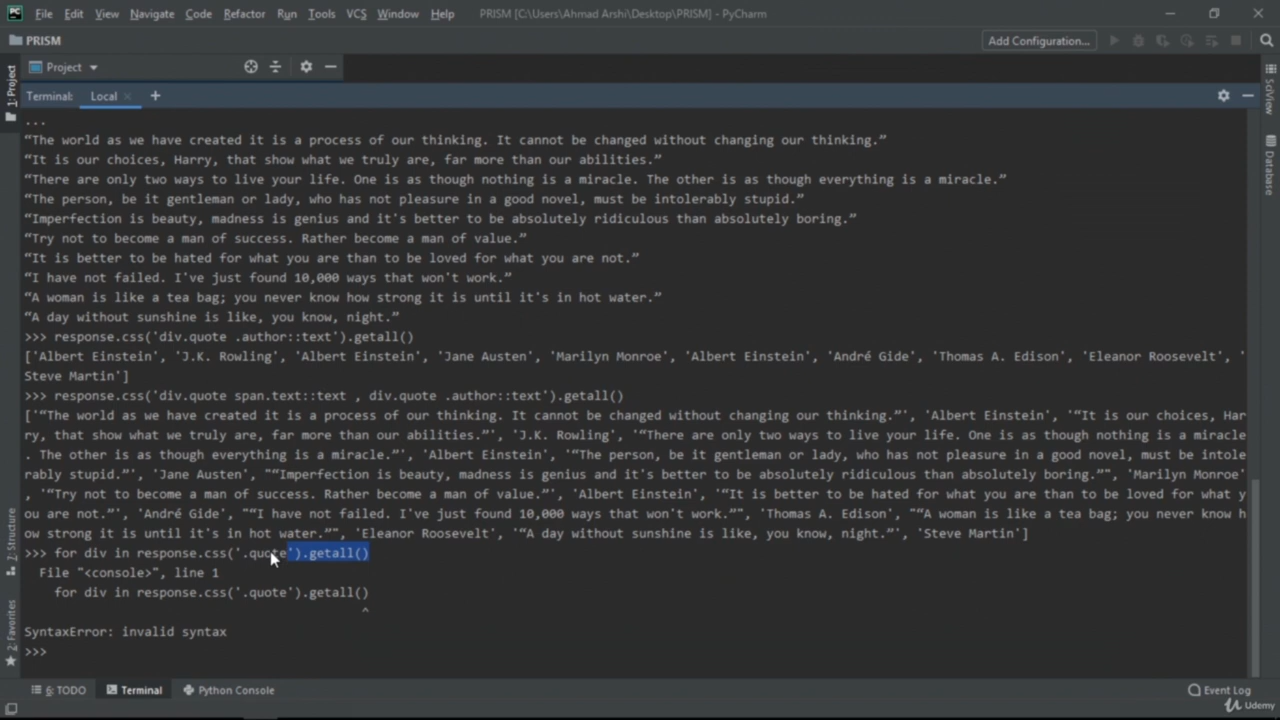 PC File Edit View Navigate Code Refactor Run Tools VCS Window Help PRISM [C:\Users\Ahmad Arshi\Desktop\PRISM] - PyCharm
PRISM Add Configuration...
1: Project
Project
SciView
Database
Terminal: Local × +
...
“The world as we have created it is a process of our thinking. It cannot be changed without changing our thinking.”
“It is our choices, Harry, that show what we truly are, far more than our abilities.”
“There are only two ways to live your life. One is as though nothing is a miracle. The other is as though everything is a miracle.”
“The person, be it gentleman or lady, who has not pleasure in a good novel, must be intolerably stupid.”
“Imperfection is beauty, madness is genius and it's better to be absolutely ridiculous than absolutely boring.”
“Try not to become a man of success. Rather become a man of value.”
“It is better to be hated for what you are than to be loved for what you are not.”
“I have not failed. I've just found 10,000 ways that won't work.”
“A woman is like a tea bag; you never know how strong it is until it's in hot water.”
“A day without sunshine is like, you know, night.”
>>> response.css('div.quote .author::text').getall()
['Albert Einstein', 'J.K. Rowling', 'Albert Einstein', 'Jane Austen', 'Marilyn Monroe', 'Albert Einstein', 'André Gide', 'Thomas A. Edison', 'Eleanor Roosevelt', '
Steve Martin']
>>> response.css('div.quote span.text::text , div.quote .author::text').getall()
['“The world as we have created it is a process of our thinking. It cannot be changed without changing our thinking.”', 'Albert Einstein', '“It is our choices, Har
ry, that show what we truly are, far more than our abilities.”', 'J.K. Rowling', '“There are only two ways to live your life. One is as though nothing is a miracle
. The other is as though everything is a miracle.”', 'Albert Einstein', '“The person, be it gentleman or lady, who has not pleasure in a good novel, must be intole
rably stupid.”', 'Jane Austen', "“Imperfection is beauty, madness is genius and it's better to be absolutely ridiculous than absolutely boring.”", 'Marilyn Monroe'
, '“Try not to become a man of success. Rather become a man of value.”', 'Albert Einstein', '“It is better to be hated for what you are than to be loved for what y
ou are not.”', 'André Gide', "“I have not failed. I've just found 10,000 ways that won't work.”", 'Thomas A. Edison', "“A woman is like a tea bag; you never know h
ow strong it is until it's in hot water.”", 'Eleanor Roosevelt', '“A day without sunshine is like, you know, night.”', 'Steve Martin']
>>> for div in response.css('.quote').getall()
File "<console>", line 1
for div in response.css('.quote').getall()
^
SyntaxError: invalid syntax
>>>
7: Structure
2: Favorites
6: TODO Terminal Python Console Event Log
Udemy